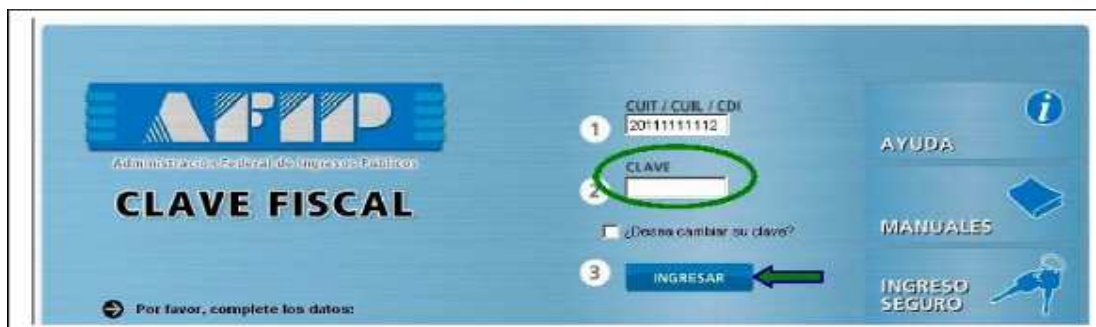 AFIP
Administración Federal de Ingresos Públicos
CLAVE FISCAL
Por favor, complete los datos:
CUIT / CUIL / CDI
1
20111111112
CLAVE
2
¿Desea cambiar su clave?
3
INGRESAR
i
AYUDA
MANUALES
INGRESO
SEGURO